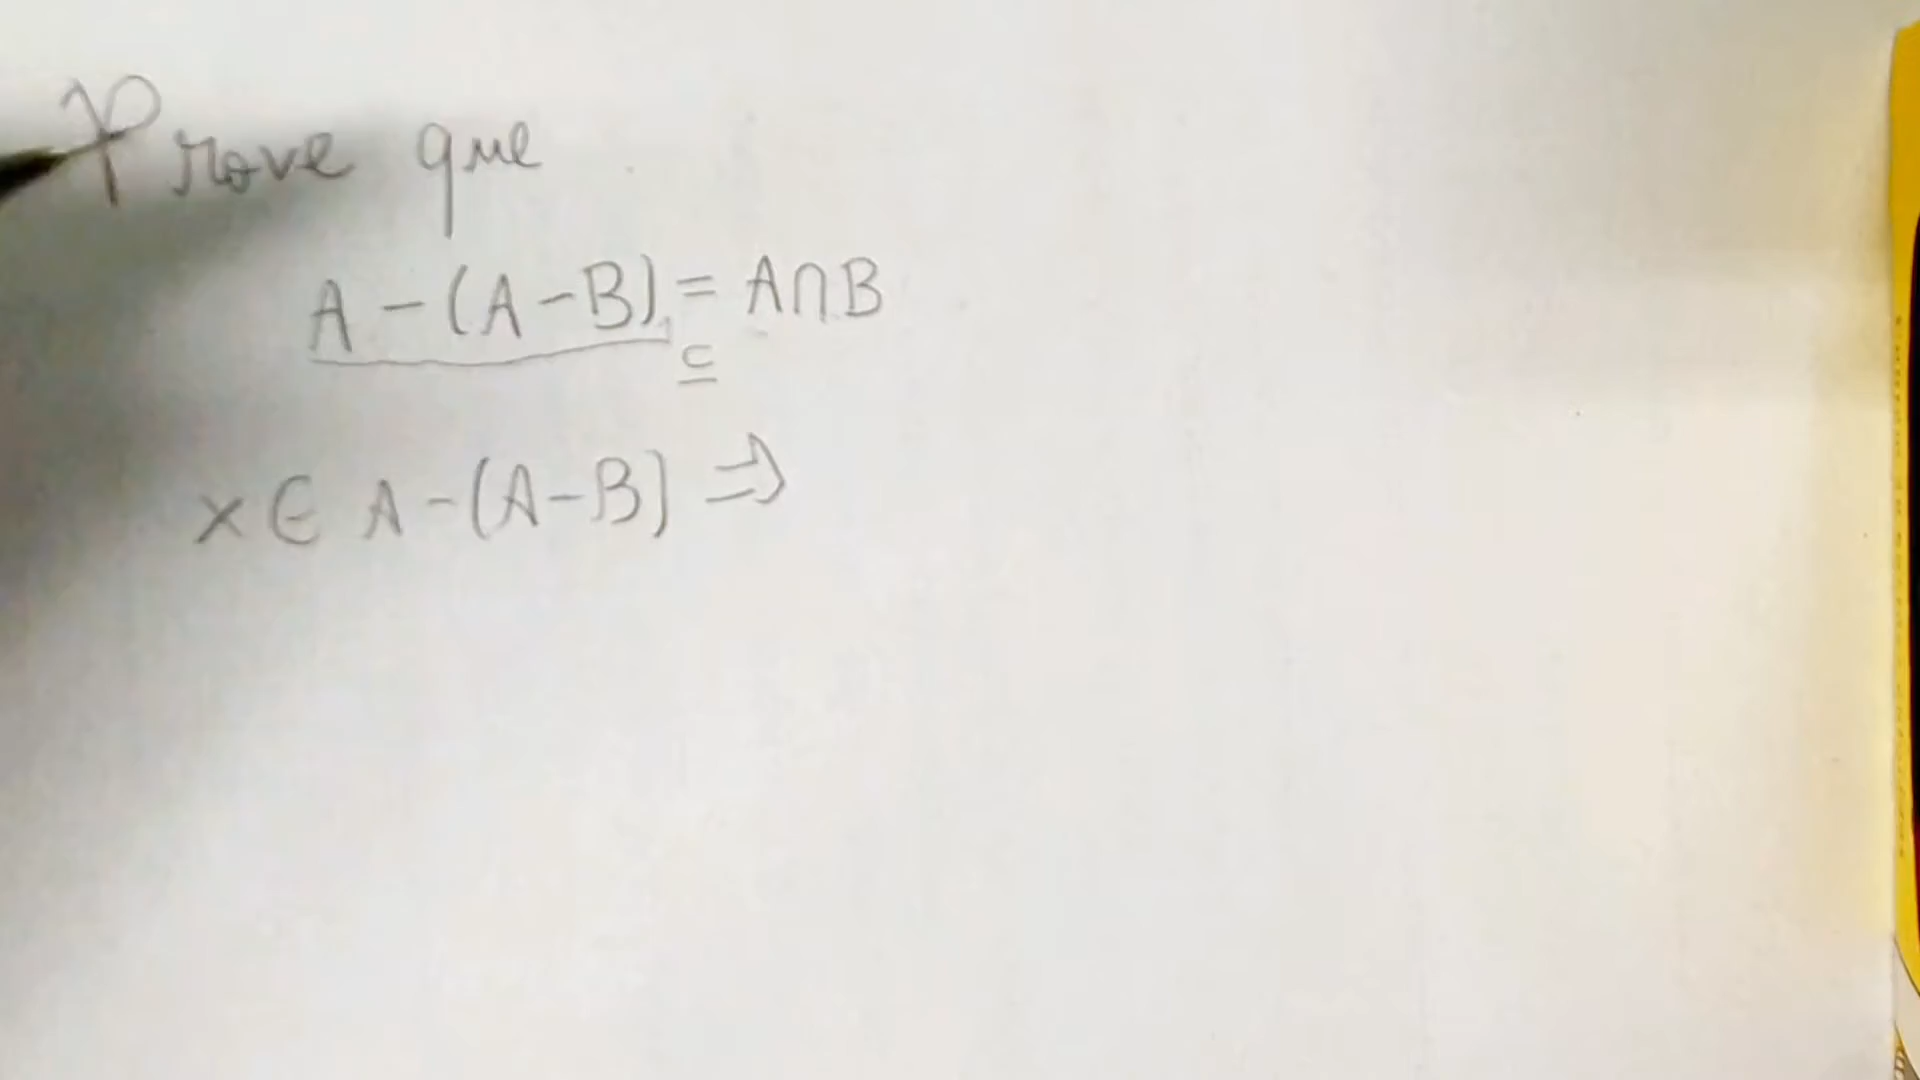 Prove que
A - (A - B) = A ∩ B
⊆
x ∈ A - (A - B) ⇒